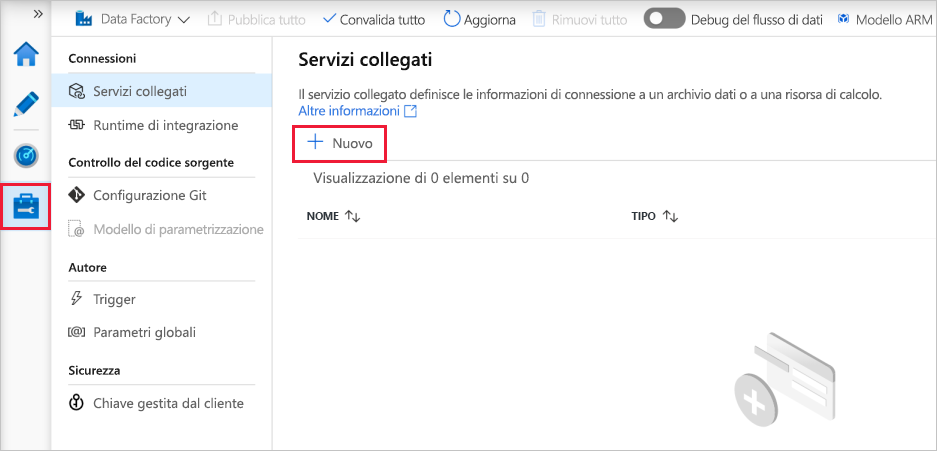 Data Factory
Pubblica tutto
Convalida tutto
Aggiorna
Rimuovi tutto
Debug del flusso di dati
Modello ARM
»
Connessioni
Servizi collegati
Runtime di integrazione
Controllo del codice sorgente
Configurazione Git
Modello di parametrizzazione
Autore
Trigger
Parametri globali
Sicurezza
Chiave gestita dal cliente
Servizi collegati
Il servizio collegato definisce le informazioni di connessione a un archivio dati o a una risorsa di calcolo.
Altre informazioni
+ Nuovo
Visualizzazione di 0 elementi su 0
NOME
TIPO